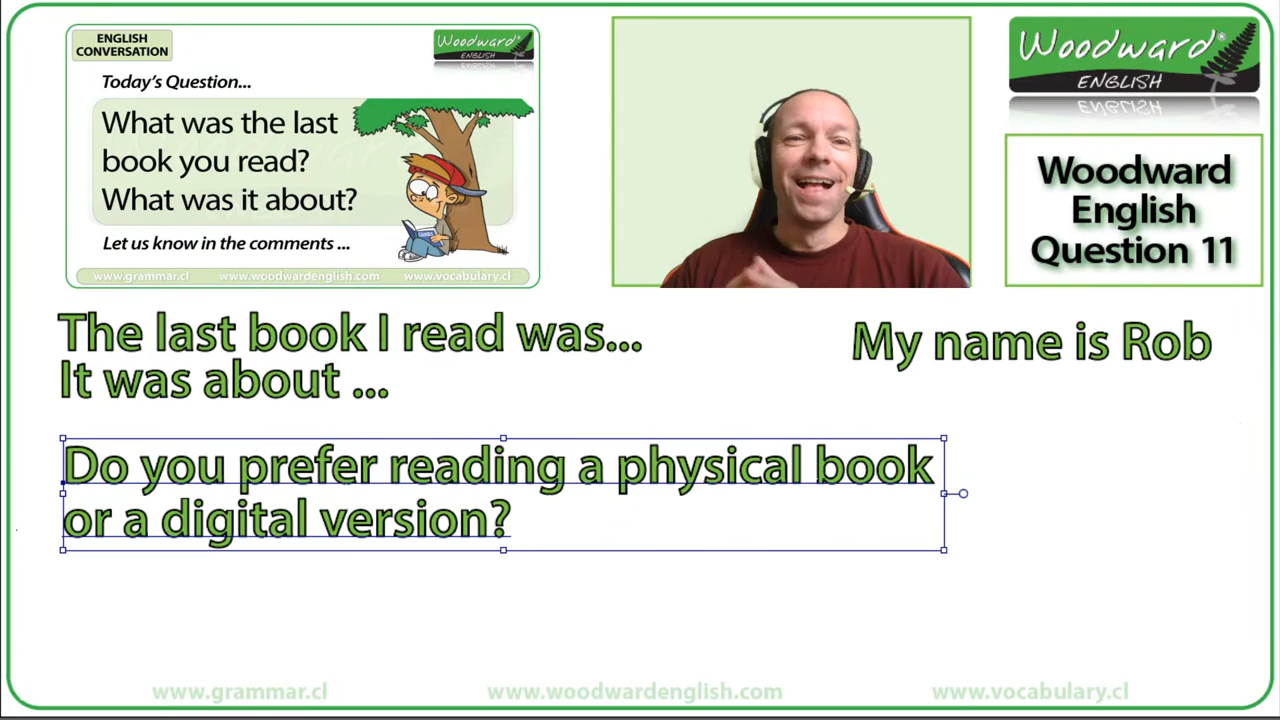 ENGLISH
CONVERSATION
Woodward®
ENGLISH
Today's Question...
What was the last
book you read?
What was it about?
Let us know in the comments ...
www.grammar.cl www.woodwardenglish.com www.vocabulary.cl
Woodward®
ENGLISH
Woodward
English
Question 11
The last book I read was...
It was about ...
My name is Rob
Do you prefer reading a physical book
or a digital version?
www.grammar.cl www.woodwardenglish.com www.vocabulary.cl